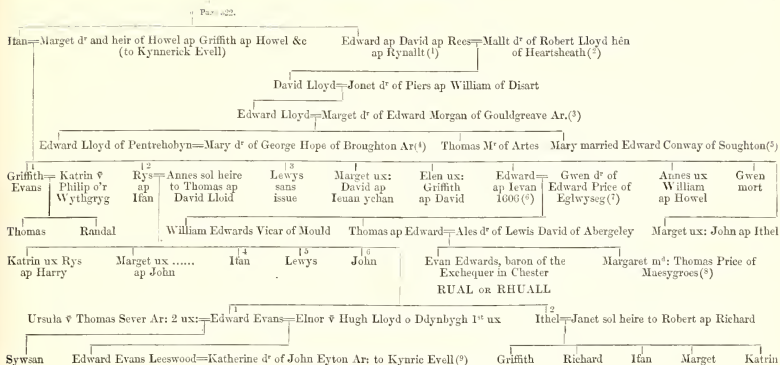 Itan=Marget dr and heir of Howel ap Griffith ap Howel &c Edward ap David ap Rees=Mallt dr of Robert Lloyd hên
(to Kynnerick Evell) ap Rynallt(1) of Heartsheath(2)
David Lloyd=Jonet dr of Piers ap William of Disart
Edward Lloyd=Marget dr of Edward Morgan of Gouldgreave Ar.(3)
Edward Lloyd of Pentrehobyn=Mary dr of George Hope of Broughton Ar(4) Thomas Mr of Artes Mary married Edward Conway of Soughton(5)
1 2 3
Griffith= Katrin v̄ Rys= Annes sol heire Lewys Marget ux: Elen ux: Edward= Gwen dr of Annes ux Gwen
Evans Philip o'r ap to Thomas ap sans David ap Griffith ap Ievan Edward Price of William mort
Wythgryg Ifan David Lloid issue Ieuan ychan ap David 1606(6) Eglwyseg(7) ap Howel
Thomas Randal William Edwards Vicar of Mould Thomas ap Edward=Ales dr of Lewis David of Abergeley Marget ux: John ap Ithel
4 5 6
Katrin ux Rys Marget ux ...... Itan Lewys John Evan Edwards, baron of the Margaret md: Thomas Price of
ap Harry ap John Exchequer in Chester Maesygroes(8)
RUAL OR RHUALL
1 2
Ursula v̄ Thomas Sever Ar: 2 ux:=Edward Evans=Elnor v̄ Hugh Lloyd o Ddynbygh 1st ux Ithel=Janet sol heire to Robert ap Richard
Sywsan Edward Evans Leeswood=Katherine dr of John Eyton Ar: to Kynric Evell(9) Griffith Richard Ifan Marget Katrin